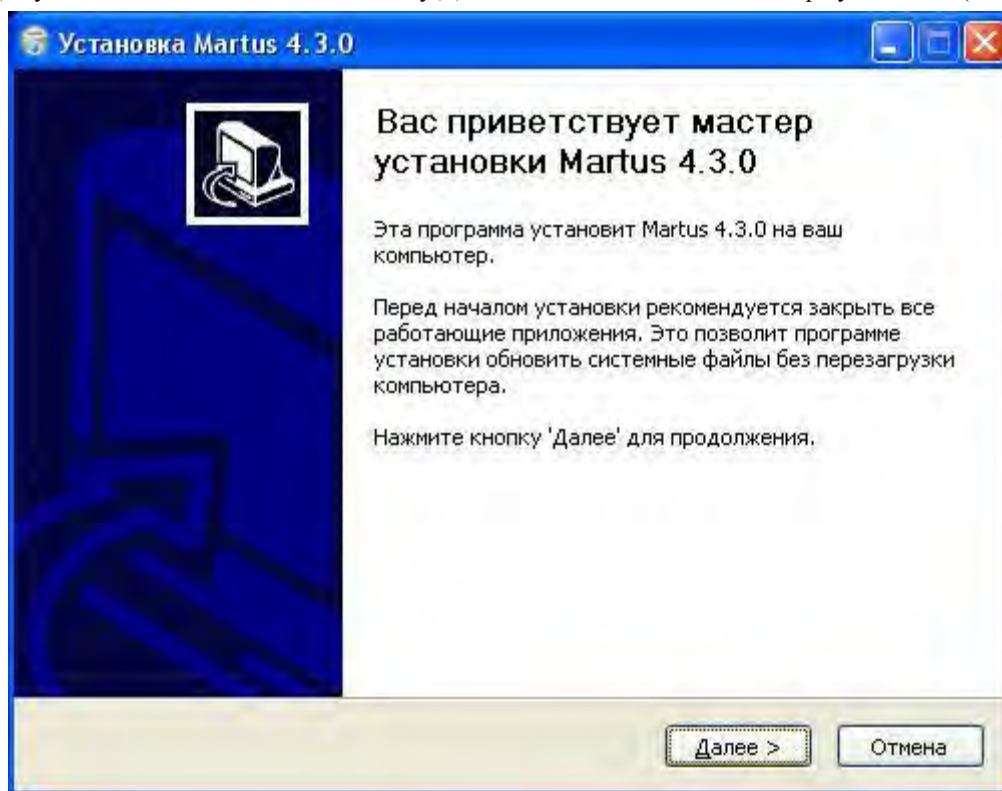 Установка Martus 4.3.0
Вас приветствует мастер
установки Martus 4.3.0
Эта программа установит Martus 4.3.0 на ваш
компьютер.
Перед началом установки рекомендуется закрыть все
работающие приложения. Это позволит программе
установки обновить системные файлы без перезагрузки
компьютера.
Нажмите кнопку 'Далее' для продолжения.
Далее >
Отмена